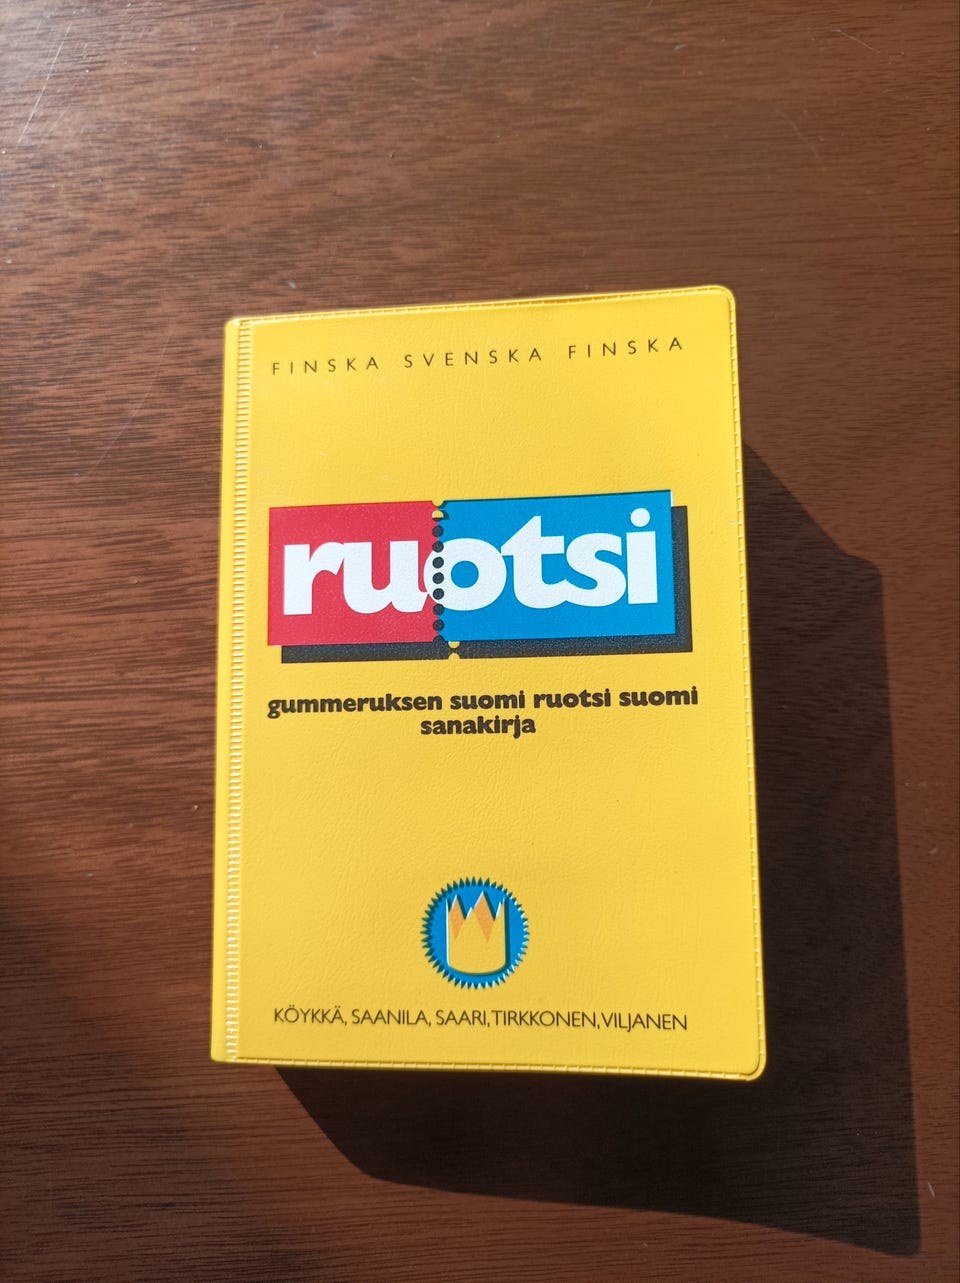 FINSKA SVENSKA FINSKA
ruotsi
gummeruksen suomi ruotsi suomi
sanakirja
KÖYKKÄ, SAANILA, SAARI, TIRKKONEN, VILJANEN